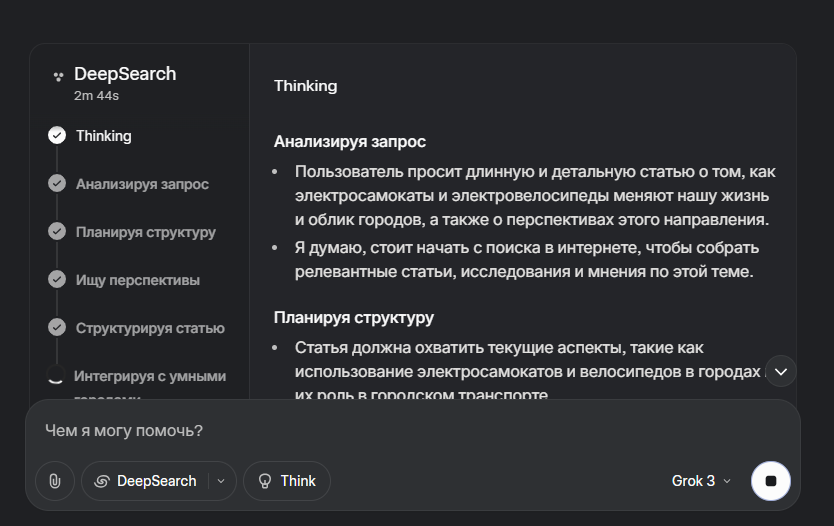 DeepSearch
2m 44s
Thinking
Анализируя запрос
Планируя структуру
Ищу перспективы
Структурируя статью
Интегрируя с умными
городами
Thinking
Анализируя запрос
• Пользователь просит длинную и детальную статью о том, как
электросамокаты и электровелосипеды меняют нашу жизнь
и облик городов, а также о перспективах этого направления.
• Я думаю, стоит начать с поиска в интернете, чтобы собрать
релевантные статьи, исследования и мнения по этой теме.
Планируя структуру
• Статья должна охватить текущие аспекты, такие как
использование электросамокатов и велосипедов в городах
их роль в городском транспорте
Чем я могу помочь?
DeepSearch
Think
Grok 3